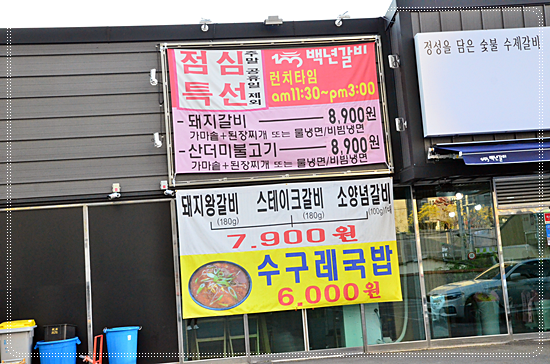 점심
특선
주말 공휴일 제외
백년갈비
런치타임
am11:30~pm3:00
-돼지갈비 8,900원
가마솥+된장찌개 또는 물냉면/비빔냉면
-산더미불고기 8,900원
가마솥+된장찌개 또는 물냉면/비빔냉면
정성을 담은 숯불 수제갈비
백년갈비
돼지왕갈비 스테이크갈비 소양념갈비
(180g) (180g) (100g)
7,900원
수구레국밥
6,000원